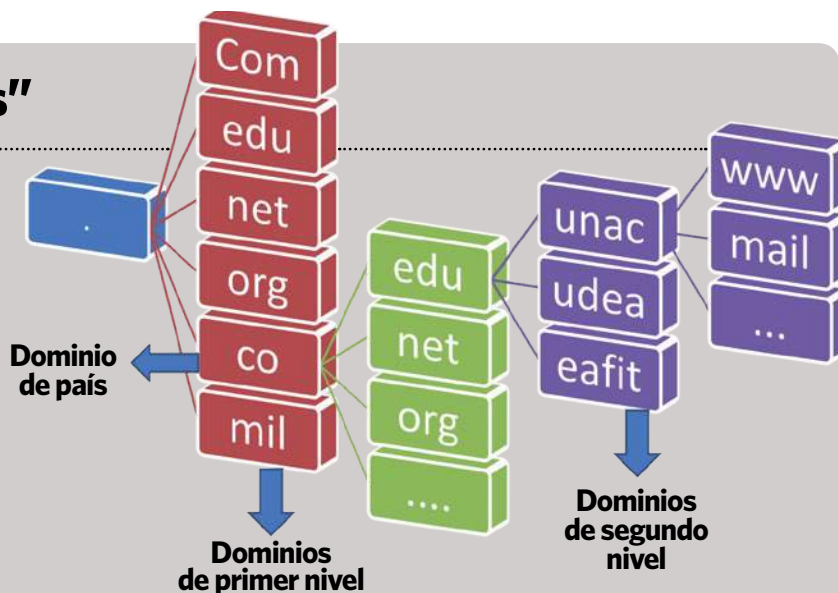 s"
.
Com
edu
net
org
co
mil
edu
net
org
....
unac
udea
eafit
www
mail
...
Dominio
de país
Dominios
de primer nivel
Dominios
de segundo
nivel